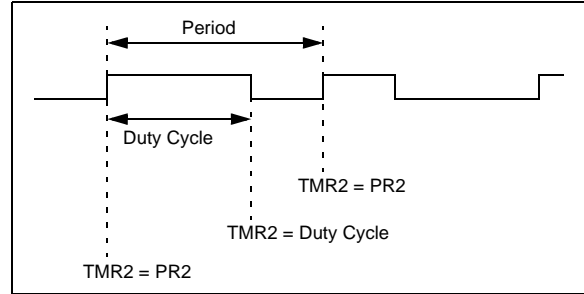 Period
Duty Cycle
TMR2 = PR2
TMR2 = Duty Cycle
TMR2 = PR2